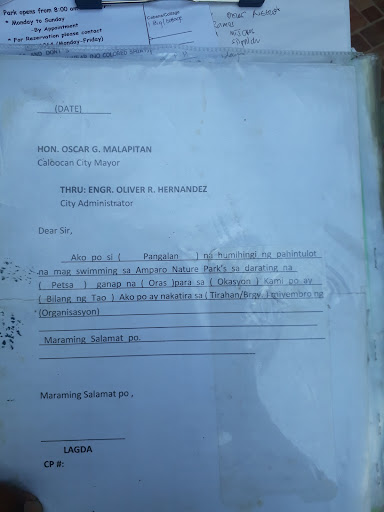 Park opens from 8:00 am
* Monday to Sunday
-By Appointment
* For Reservation please contact
(Monday-Friday)
(DATE)
HON. OSCAR G. MALAPITAN
Caloocan City Mayor
THRU: ENGR. OLIVER R. HERNANDEZ
City Administrator
Dear Sir,
Ako po si ( Pangalan ) na humihingi ng pahintulot
na mag swimming sa Amparo Nature Park's sa darating na
( Petsa ) ganap na ( Oras )para sa ( Okasyon ) Kami po ay
( Bilang ng Tao ) Ako po ay nakatira sa ( Tirahan/Brgy. ) miyembro ng
(Organisasyon)
Maraming Salamat po.
Maraming Salamat po ,
LAGDA
CP #: